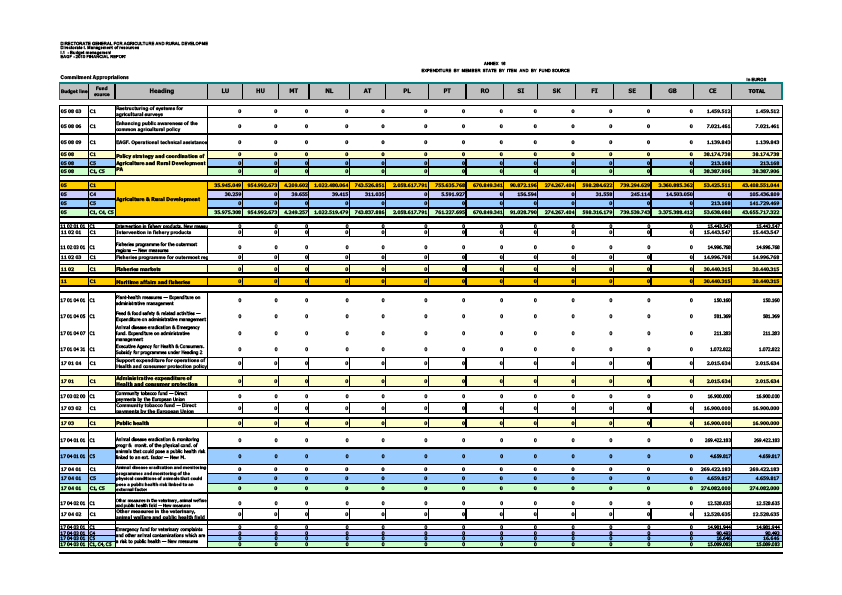 DIRECTORATE GENERAL FOR AGRICULTURE AND RURAL DEVELOPME
Directorate I. Management of resources
I.1 - Budget management
EAGF - 2010 FINANCIAL REPORT
ANNEX 16
EXPENDITURE BY MEMBER STATE BY ITEM AND BY FUND SOURCE
Commitment Appropriations
In EUROS
Budget line Fund source Heading LU HU MT NL AT PL PT RO SI SK FI SE GB CE TOTAL
05 08 03 C1 Restructuring of systems for agricultural surveys 0 0 0 0 0 0 0 0 0 0 0 0 0 1.459.512 1.459.512
05 08 06 C1 Enhancing public awareness of the common agricultural policy 0 0 0 0 0 0 0 0 0 0 0 0 0 7.021.461 7.021.461
05 08 09 C1 EAGF. Operational technical assistance 0 0 0 0 0 0 0 0 0 0 0 0 0 1.139.843 1.139.843
05 08 C1 Policy strategy and coordination of Agriculture and Rural Development PA 0 0 0 0 0 0 0 0 0 0 0 0 0 38.174.738 38.174.738
05 08 C5 0 0 0 0 0 0 0 0 0 0 0 0 0 213.168 213.168
05 08 C1, C5 0 0 0 0 0 0 0 0 0 0 0 0 0 38.387.906 38.387.906
05 C1 Agriculture & Rural Development 35.945.049 954.992.673 4.209.602 1.022.480.064 743.526.851 2.058.617.791 755.635.768 670.849.341 90.872.196 274.267.404 598.284.622 739.294.629 3.360.885.362 53.425.511
05 C4 30.259 0 39.655 39.415 311.035 0 5.591.927 0 156.594 0 31.558 245.114 14.503.050 0 105.436.809
05 C5 0 0 0 0 0 0 0 0 0 0 0 0 0 213.168 141.729.469
05 C1, C4, C5 35.975.308 954.992.673 4.249.257 1.022.519.479 743.837.886 2.058.617.791 761.227.695 670.849.341 91.028.790 274.267.404 598.316.179 739.539.743 3.375.388.412 53.638.680 43.655.717.322
11 02 01 01 C1 Intervention in fishery products. New measu 0 0 0 0 0 0 0 0 0 0 0 0 0 15.443.547 15.443.547
11 02 01 C1 Intervention in fishery products 0 0 0 0 0 0 0 0 0 0 0 0 0 15.443.547 15.443.547
11 02 03 01 C1 Fisheries programme for the outermost regions — New measures 0 0 0 0 0 0 0 0 0 0 0 0 0 14.996.768 14.996.768
11 02 03 C1 Fisheries programme for outermost reg 0 0 0 0 0 0 0 0 0 0 0 0 0 14.996.768 14.996.768
11 02 C1 Fisheries markets 0 0 0 0 0 0 0 0 0 0 0 0 0 30.440.315 30.440.315
11 C1 Maritime affairs and fisheries 0 0 0 0 0 0 0 0 0 0 0 0 0 30.440.315 30.440.315
17 01 04 01 C1 Plant-health measures — Expenditure on administrative management 0 0 0 0 0 0 0 0 0 0 0 0 0 150.160 150.160
17 01 04 05 C1 Feed & food safety & related activities — Expenditure on administrative management 0 0 0 0 0 0 0 0 0 0 0 0 0 581.369 581.369
17 01 04 07 C1 Animal disease eradication & Emergency fund. Expenditure on administrative management 0 0 0 0 0 0 0 0 0 0 0 0 0 211.283 211.283
17 01 04 31 C1 Executive Agency for Health & Consumers. Subsidy for programmes under Heading 2 0 0 0 0 0 0 0 0 0 0 0 0 0 1.072.822 1.072.822
17 01 04 C1 Support expenditure for operations of Health and consumer protection policy 0 0 0 0 0 0 0 0 0 0 0 0 0 2.015.634 2.015.634
17 01 C1 Administrative expenditure of Health and consumer protection 0 0 0 0 0 0 0 0 0 0 0 0 0 2.015.634 2.015.634
17 03 02 00 C1 Community tobacco fund — Direct payments by the European Union 0 0 0 0 0 0 0 0 0 0 0 0 0 16.900.000 16.900.000
17 03 02 C1 Community tobacco fund — Direct payments by the European Union 0 0 0 0 0 0 0 0 0 0 0 0 0 16.900.000 16.900.000
17 03 C1 Public health 0 0 0 0 0 0 0 0 0 0 0 0 0 16.900.000 16.900.000
17 04 01 01 C1 Animal disease eradication & monitoring progr & monit. of the physical cond. of animals that could pose a public health risk linked to an ext. factor — New M. 0 0 0 0 0 0 0 0 0 0 0 0 0 269.422.183 269.422.183
17 04 01 01 C5 0 0 0 0 0 0 0 0 0 0 0 0 0 4.659.817 4.659.817
17 04 01 C1 Animal disease eradication and monitoring programmes and monitoring of the physical conditions of animals that could pose a public health risk linked to an external factor 0 0 0 0 0 0 0 0 0 0 0 0 0 269.422.183 269.422.183
17 04 01 C5 0 0 0 0 0 0 0 0 0 0 0 0 0 4.659.817 4.659.817
17 04 01 C1, C5 0 0 0 0 0 0 0 0 0 0 0 0 0 274.082.000 274.082.000
17 04 02 01 C1 Other measures in the veterinary, animal welfare and public health field — New measures 0 0 0 0 0 0 0 0 0 0 0 0 0 12.528.635 12.528.635
17 04 02 C1 Other measures in the veterinary, animal welfare and public health field 0 0 0 0 0 0 0 0 0 0 0 0 0 12.528.635 12.528.635
17 04 03 01 C1 Emergency fund for veterinary complaints and other animal contaminations which are a risk to public health — New measures 0 0 0 0 0 0 0 0 0 0 0 0 0 14.981.944 14.981.944
17 04 03 01 C4 0 0 0 0 0 0 0 0 0 0 0 0 0
17 04 03 01 C5 0 0 0 0 0 0 0 0 0 0 0 0 0 16.646 16.646
17 04 03 01 C1, C4, C5 0 0 0 0 0 0 0 0 0 0 0 0 0 15.089.083 15.089.083